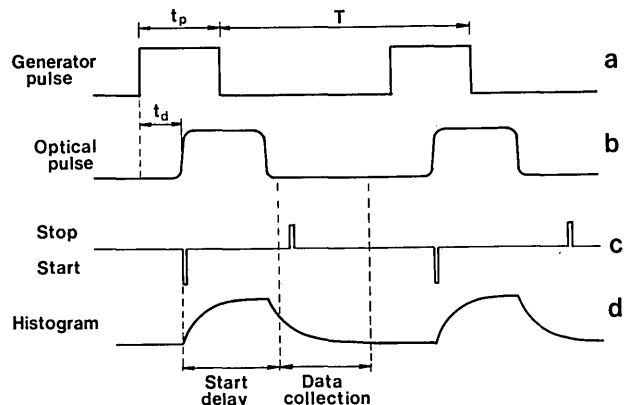 tp
T
Generator
pulse
a
td
Optical
pulse
b
Stop
Start
c
Histogram
d
Start
delay
Data
collection